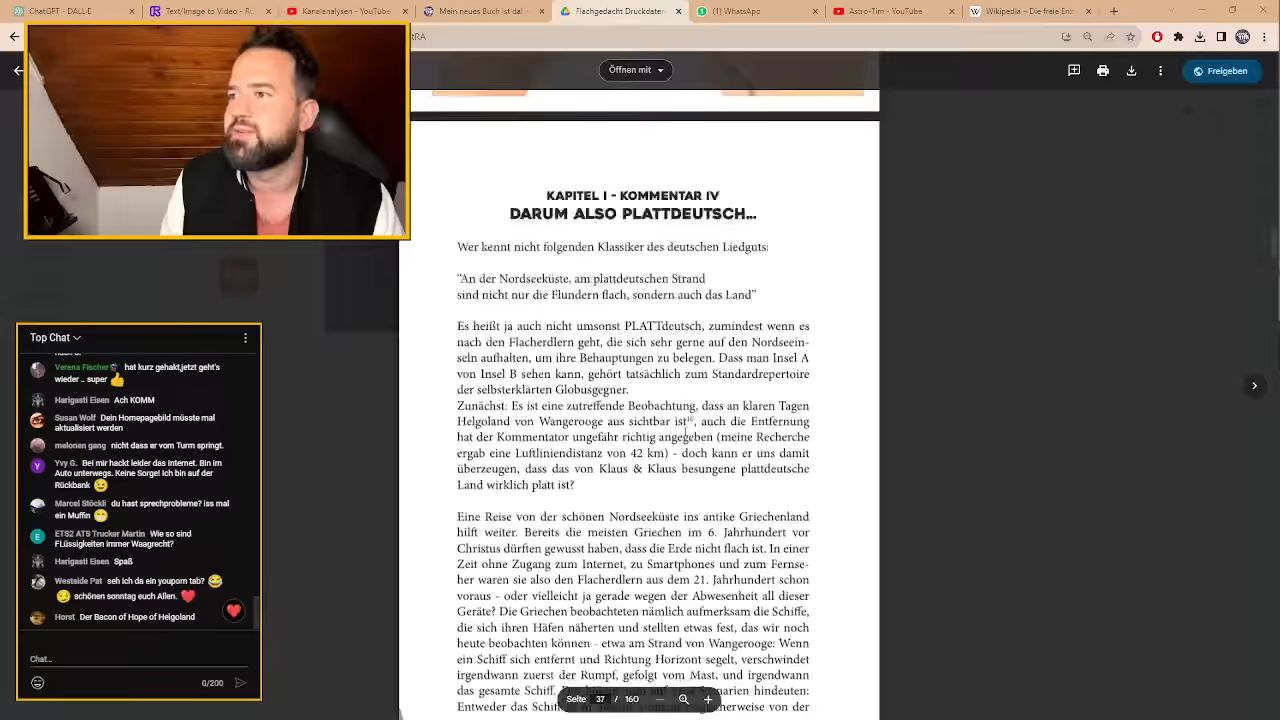 ChatGPT - DALL-E
Text/Image to Video - Ri...
Kanalanalysen - YouTube
Mein neues Buch ist da! -
Flachgedacht Druckdaten-
(1) WhatsApp
Astro-Tim - YouTube
Wikipedia – Die freie Ent:
tRA
Öffnen mit
Freigeben
KAPITEL I - KOMMENTAR IV
DARUM ALSO PLATTDEUTSCH...
Wer kennt nicht folgenden Klassiker des deutschen Liedguts:
“An der Nordseeküste, am plattdeutschen Strand
sind nicht nur die Flundern flach, sondern auch das Land”
Es heißt ja auch nicht umsonst PLATTdeutsch, zumindest wenn es
nach den Flacherdlern geht, die sich sehr gerne auf den Nordseein-
seln aufhalten, um ihre Behauptungen zu belegen. Dass man Insel A
von Insel B sehen kann, gehört tatsächlich zum Standardrepertoire
der selbsterklärten Globusgegner.
Zunächst: Es ist eine zutreffende Beobachtung, dass an klaren Tagen
Helgoland von Wangerooge aus sichtbar ist, auch die Entfernung
hat der Kommentator ungefähr richtig angegeben (meine Recherche
ergab eine Luftliniendistanz von 42 km) - doch kann er uns damit
überzeugen, dass das von Klaus & Klaus besungene plattdeutsche
Land wirklich platt ist?
Eine Reise von der schönen Nordseeküste ins antike Griechenland
hilft weiter. Bereits die meisten Griechen im 6. Jahrhundert vor
Christus dürften gewusst haben, dass die Erde nicht flach ist. In einer
Zeit ohne Zugang zum Internet, zu Smartphones und zum Fernse-
her waren sie also den Flacherdlern aus dem 21. Jahrhundert schon
voraus - oder vielleicht ja gerade wegen der Abwesenheit all dieser
Geräte? Die Griechen beobachteten nämlich aufmerksam die Schiffe,
die sich ihren Häfen näherten und stellten etwas fest, das wir noch
heute beobachten können - etwa am Strand von Wangerooge: Wenn
ein Schiff sich entfernt und Richtung Horizont segelt, verschwindet
irgendwann zuerst der Rumpf, gefolgt vom Mast, und irgendwann
das gesamte Schiff. narien hindeuten:
Entweder das Schiff cherweise von der
Seite 37 / 160
Top Chat
Verena Fischer hat kurz gehakt,jetzt geht's
wieder .. super
Harigasti Eisen Ach KOMM
Susan Wolf Dein Homepagebild müsste mal
aktualisiert werden
melonen gang nicht dass er vom Turm springt.
Yvy G. Bei mir hackt leider das Internet. Bin im
Auto unterwegs. Keine Sorge! Ich bin auf der
Rückbank
Marcel Stöckli du hast sprechprobleme? iss mal
ein Muffin
ETS2 ATS Trucker Martin Wie so sind
FLüssigkeiten immer Waagrecht?
Harigasti Eisen Spaß
Westside Pat seh ich da ein youporn tab?
schönen sonntag euch Allen.
Horst Der Bacon of Hope of Helgoland
Chat...
0/200